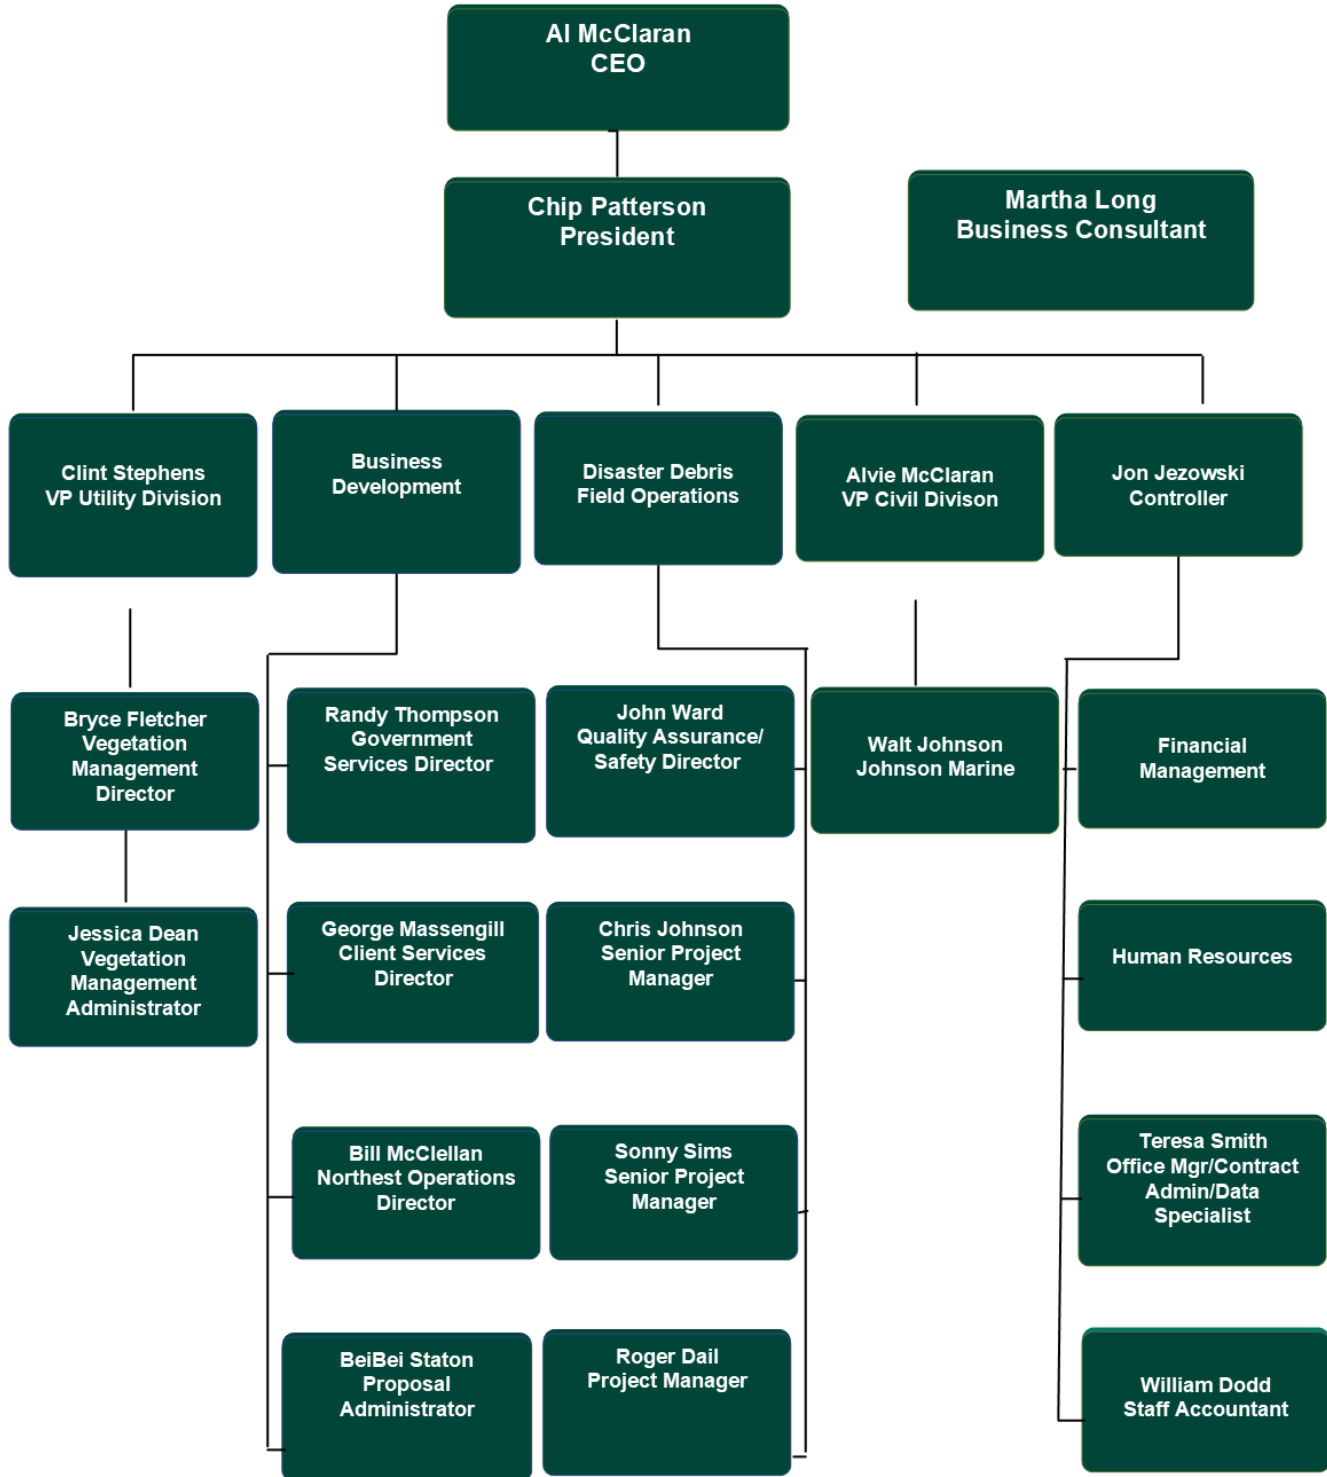 Al McClaran
CEO
Chip Patterson
President
Martha Long
Business Consultant
Clint Stephens
VP Utility Division
Business
Development
Disaster Debris
Field Operations
Alvie McClaran
VP Civil Divison
Jon Jezowski
Controller
Bryce Fletcher
Vegetation
Management
Director
Randy Thompson
Government
Services Director
John Ward
Quality Assurance/
Safety Director
Walt Johnson
Johnson Marine
Financial
Management
Jessica Dean
Vegetation
Management
Administrator
George Massengill
Client Services
Director
Chris Johnson
Senior Project
Manager
Human Resources
Bill McClellan
Northest Operations
Director
Sonny Sims
Senior Project
Manager
Teresa Smith
Office Mgr/Contract
Admin/Data
Specialist
BeiBei Staton
Proposal
Administrator
Roger Dail
Project Manager
William Dodd
Staff Accountant